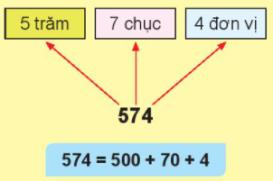 5 trăm 7 chục 4 đơn vị
574
574 = 500 + 70 + 4